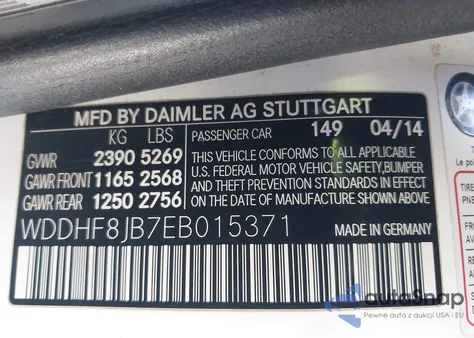 MFD BY DAIMLER AG STUTTGART
KG LBS
GVWR 2390 5269
GAWR FRONT 1165 2568
GAWR REAR 1250 2756
PASSENGER CAR 149 04/14
THIS VEHICLE CONFORMS TO ALL APPLICABLE
U.S. FEDERAL MOTOR VEHICLE SAFETY,BUMPER
AND THEFT PREVENTION STANDARDS IN EFFECT
ON THE DATE OF MANUFACTURE SHOWN ABOVE.
WDDHF8JB7EB015371
MADE IN GERMANY
autoSnap
Pewne auta z aukcji USA i EU